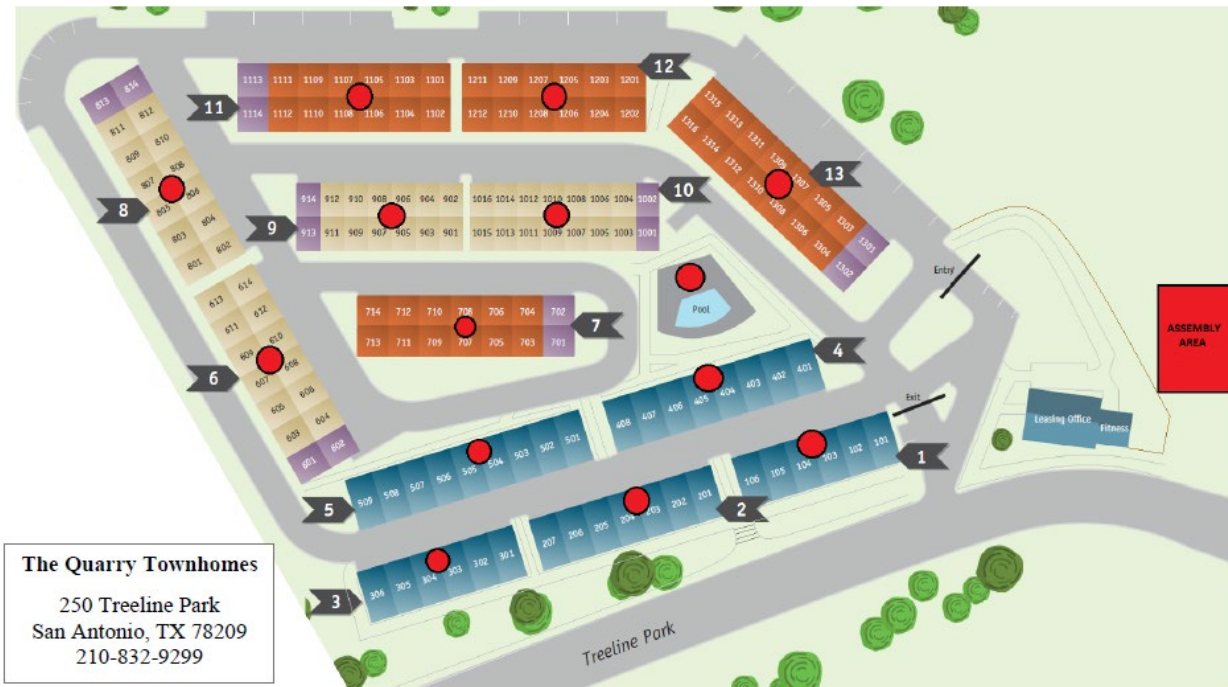 12
1113 1111 1109 1107 1105 1103 1101
1114 1112 1110 1108 1106 1104 1102
11
1211 1209 1207 1205 1203 1201
1212 1210 1208 1206 1204 1202
1315 1313 1311 1309 1307 1305 1303 1301
1316 1314 1312 1310 1308 1306 1304 1302
13
813 814
811 812
809 810
807 808
805 806
803 804
801 802
8
914 912 910 908 906 904 902
913 911 909 907 905 903 901
9
1016 1014 1012 1010 1008 1006 1004 1002
1015 1013 1011 1009 1007 1005 1003 1001
10
Entry
Pool
613 614
611 612
609 610
607 608
605 606
603 604
601 602
6
714 712 710 708 706 704 702
713 711 709 707 705 703 701
7
ASSEMBLY
AREA
4
408 407 406 405 404 403 402 401
Exit
Leasing Office
Fitness
509 508 507 506 505 504 503 502 501
5
106 105 104 103 102 101
1
207 206 205 204 203 202 201
2
306 305 304 303 302 301
3
Treeline Park
The Quarry Townhomes
250 Treeline Park
San Antonio, TX 78209
210-832-9299